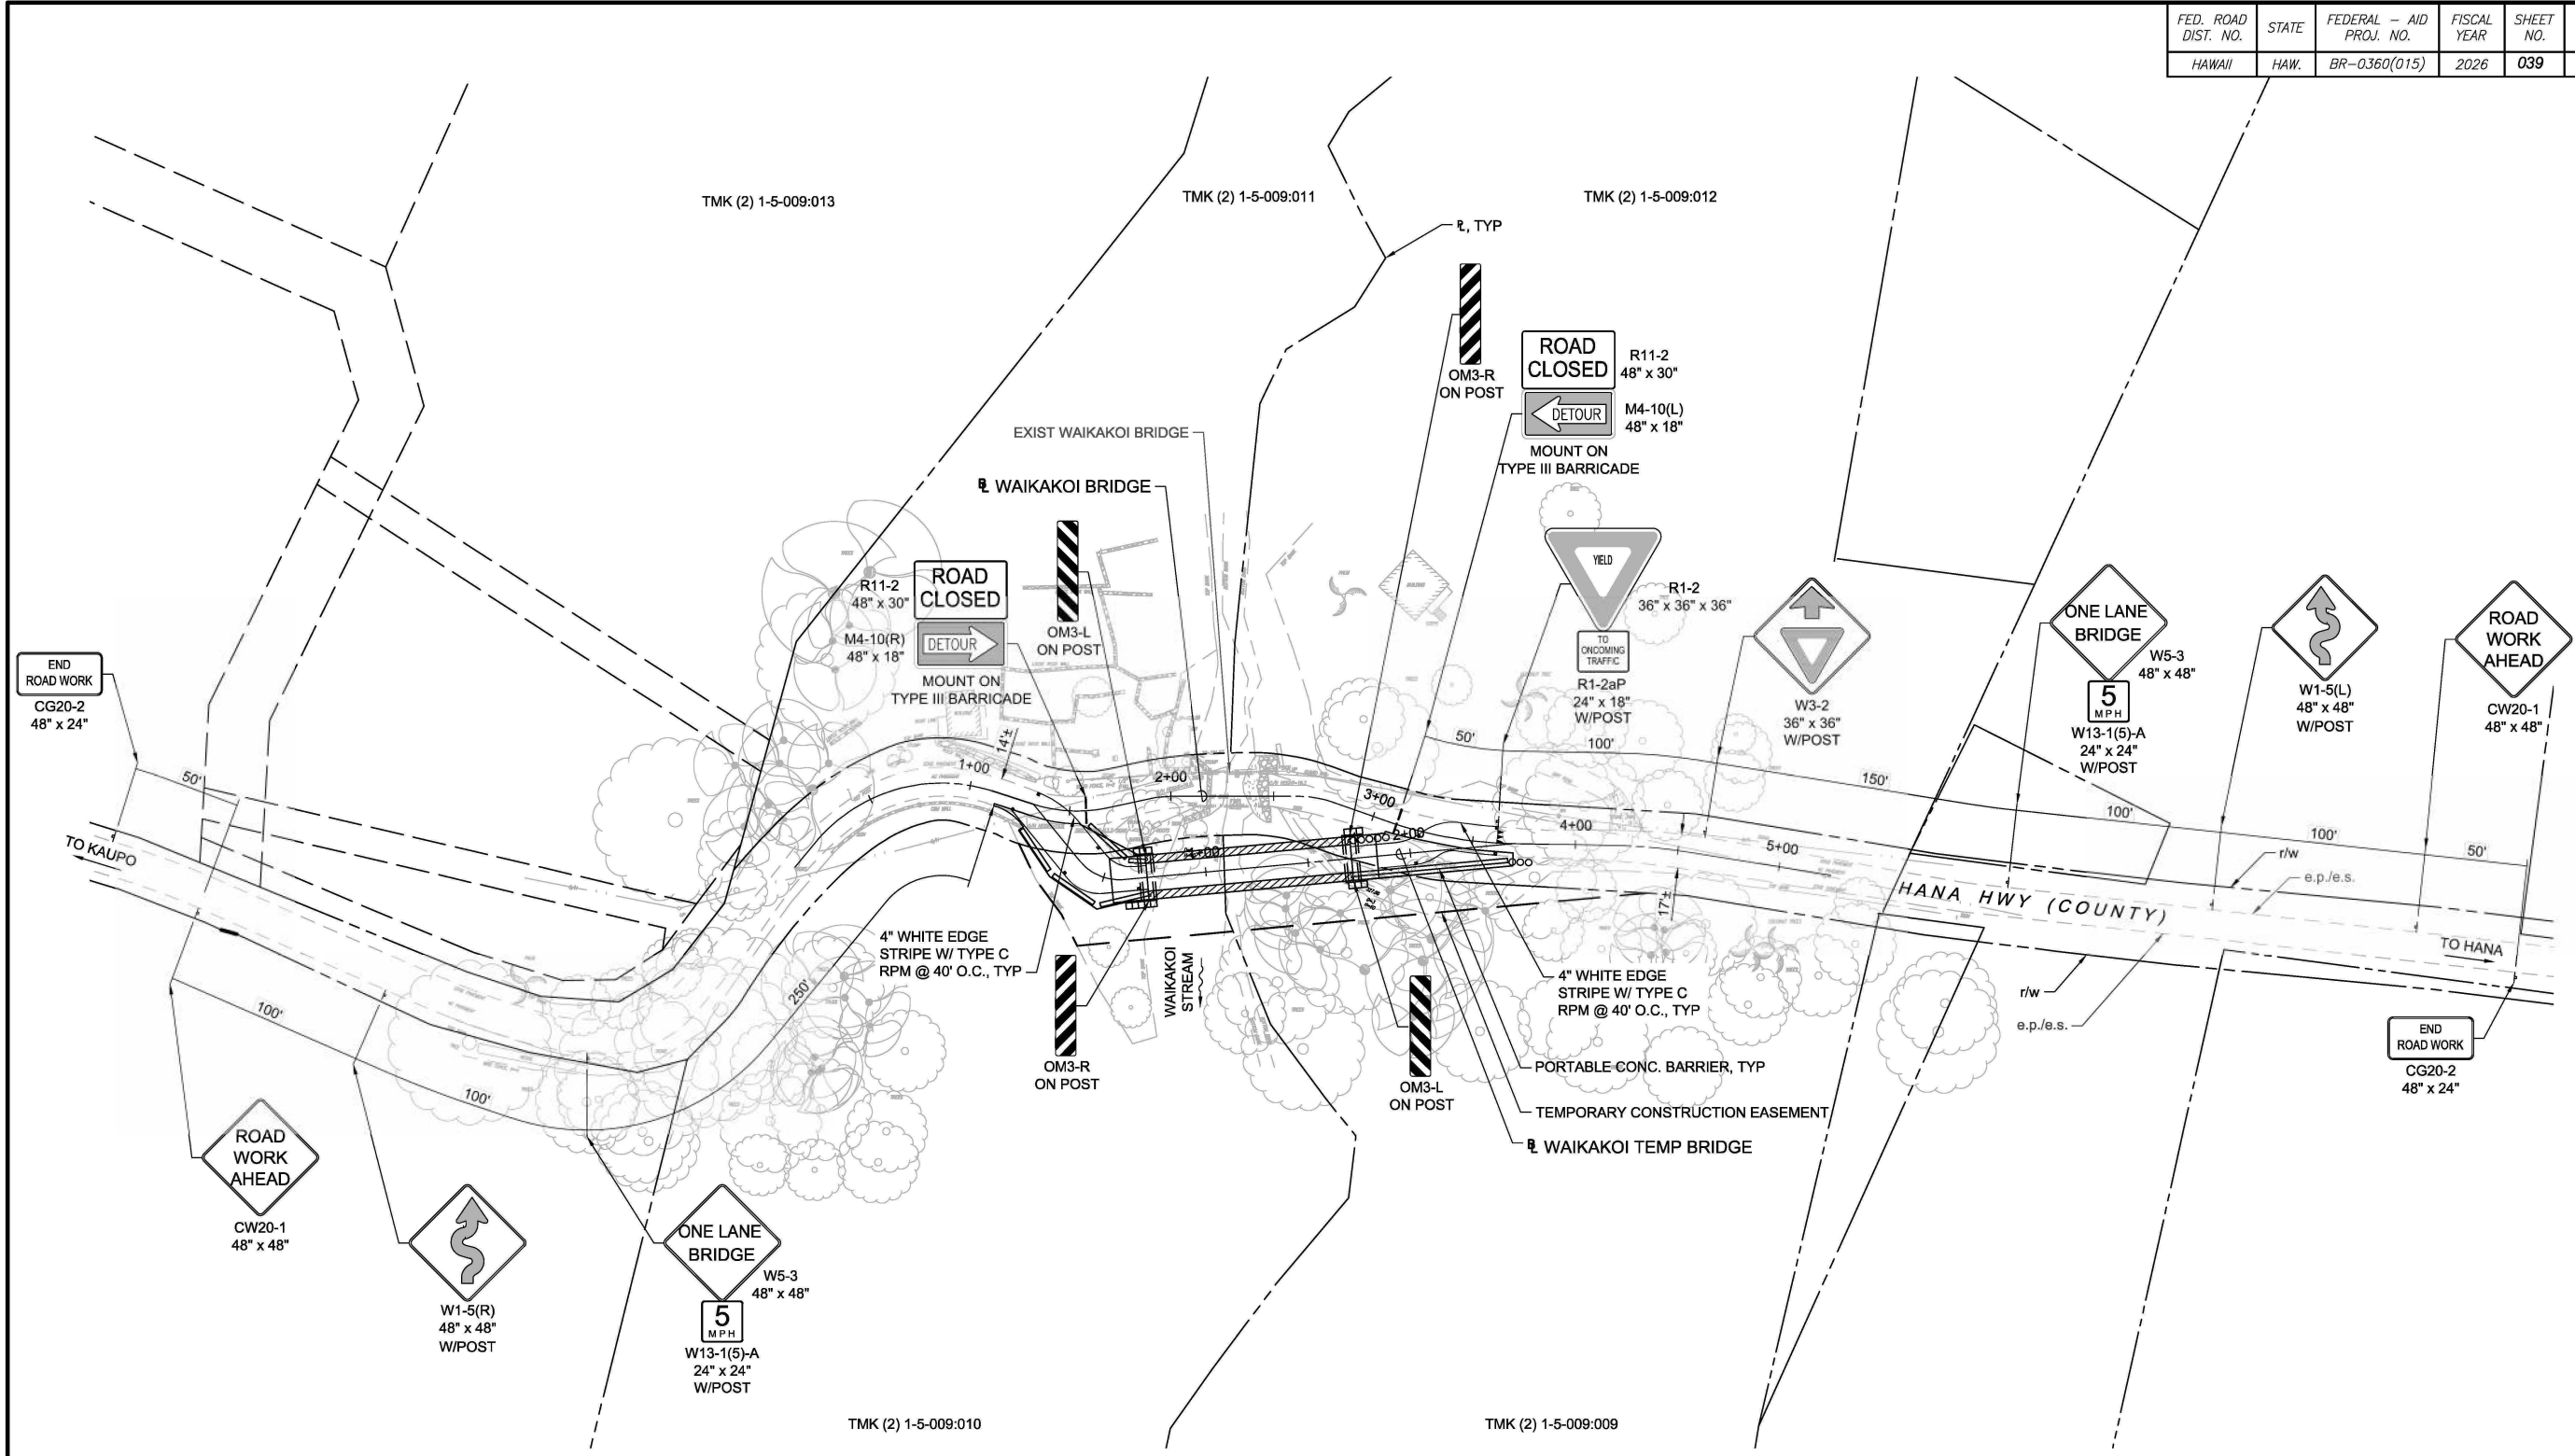 FED. ROAD DIST. NO.
STATE
FEDERAL – AID PROJ. NO.
FISCAL YEAR
SHEET NO.
HAWAII
HAW.
BR–0360(015)
2026
039
TMK (2) 1-5-009:013
TMK (2) 1-5-009:011
TMK (2) 1-5-009:012
℄, TYP
OM3-R
ON POST
ROAD
CLOSED
R11-2
48" x 30"
DETOUR
M4-10(L)
48" x 18"
MOUNT ON
TYPE III BARRICADE
EXIST WAIKAKOI BRIDGE
WAIKAKOI BRIDGE
R11-2
48" x 30"
ROAD
CLOSED
M4-10(R)
48" x 18"
DETOUR
MOUNT ON
TYPE III BARRICADE
OM3-L
ON POST
YIELD
R1-2
36" x 36" x 36"
TO
ONCOMING
TRAFFIC
R1-2aP
24" x 18"
W/POST
W3-2
36" x 36"
W/POST
ONE LANE
BRIDGE
W5-3
48" x 48"
5
MPH
W13-1(5)-A
24" x 24"
W/POST
W1-5(L)
48" x 48"
W/POST
ROAD
WORK
AHEAD
CW20-1
48" x 48"
END
ROAD WORK
CG20-2
48" x 24"
50'
14'±
1+00
2+00
3+00
4+00
5+00
1+00
2+00
50'
100'
150'
100'
100'
50'
r/w
e.p./e.s.
HANA HWY (COUNTY)
TO HANA
17'±
TO KAUPO
100'
100'
250'
4" WHITE EDGE
STRIPE W/ TYPE C
RPM @ 40' O.C., TYP
WAIKAKOI
STREAM
OM3-R
ON POST
OM3-L
ON POST
4" WHITE EDGE
STRIPE W/ TYPE C
RPM @ 40' O.C., TYP
PORTABLE CONC. BARRIER, TYP
TEMPORARY CONSTRUCTION EASEMENT
WAIKAKOI TEMP BRIDGE
r/w
e.p./e.s.
END
ROAD WORK
CG20-2
48" x 24"
ROAD
WORK
AHEAD
CW20-1
48" x 48"
W1-5(R)
48" x 48"
W/POST
ONE LANE
BRIDGE
W5-3
48" x 48"
5
MPH
W13-1(5)-A
24" x 24"
W/POST
TMK (2) 1-5-009:010
TMK (2) 1-5-009:009